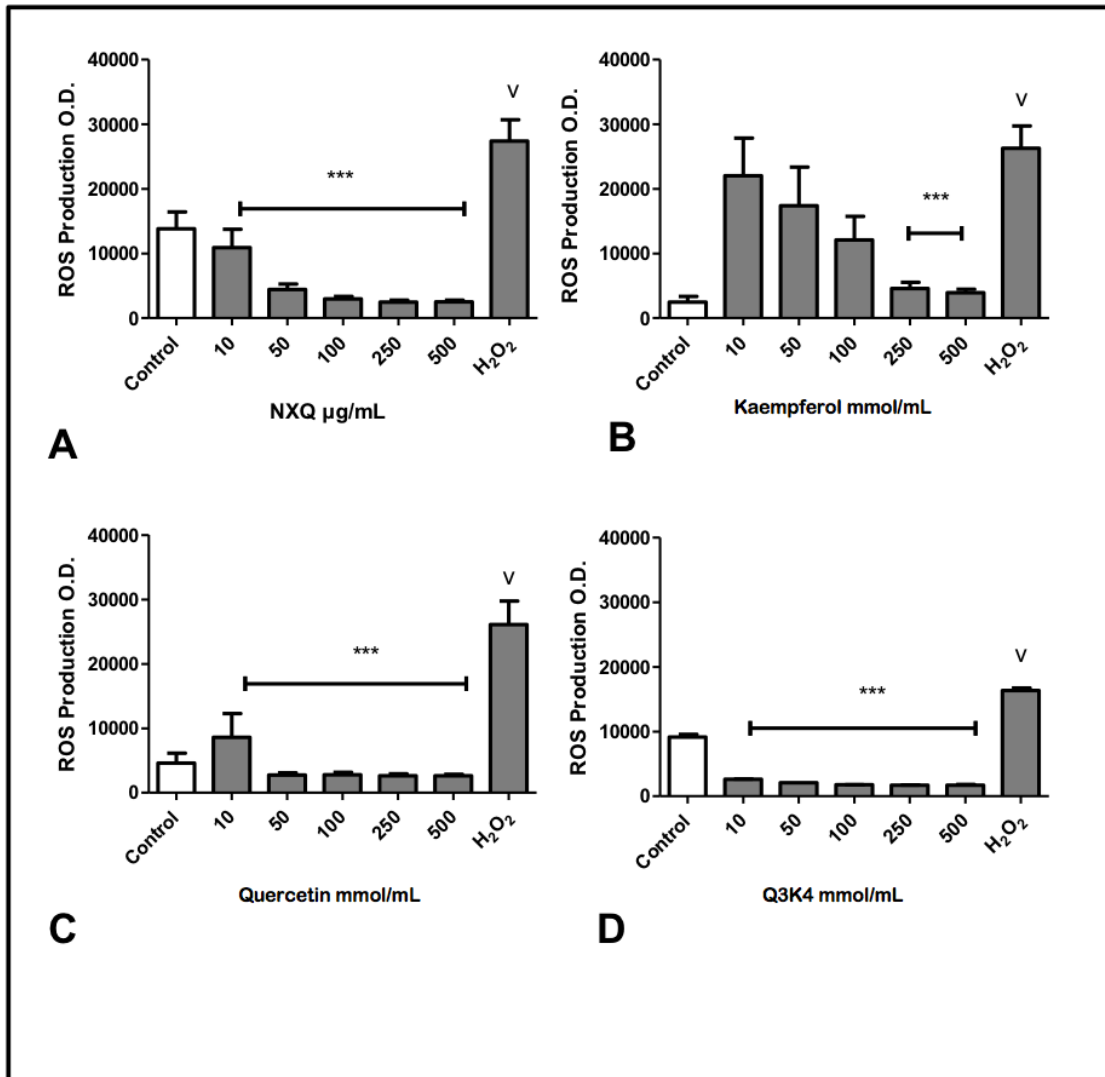 40000
30000
20000
10000
0
ROS Production O.D.
***
V
Control
10
50
100
250
500
H₂O₂
NXQ µg/mL
A
40000
30000
20000
10000
0
ROS Production O.D.
***
V
Control
10
50
100
250
500
H₂O₂
Kaempferol mmol/mL
B
40000
30000
20000
10000
0
ROS Production O.D.
***
V
Control
10
50
100
250
500
H₂O₂
Quercetin mmol/mL
C
40000
30000
20000
10000
0
ROS Production O.D.
***
V
Control
10
50
100
250
500
H₂O₂
Q3K4 mmol/mL
D